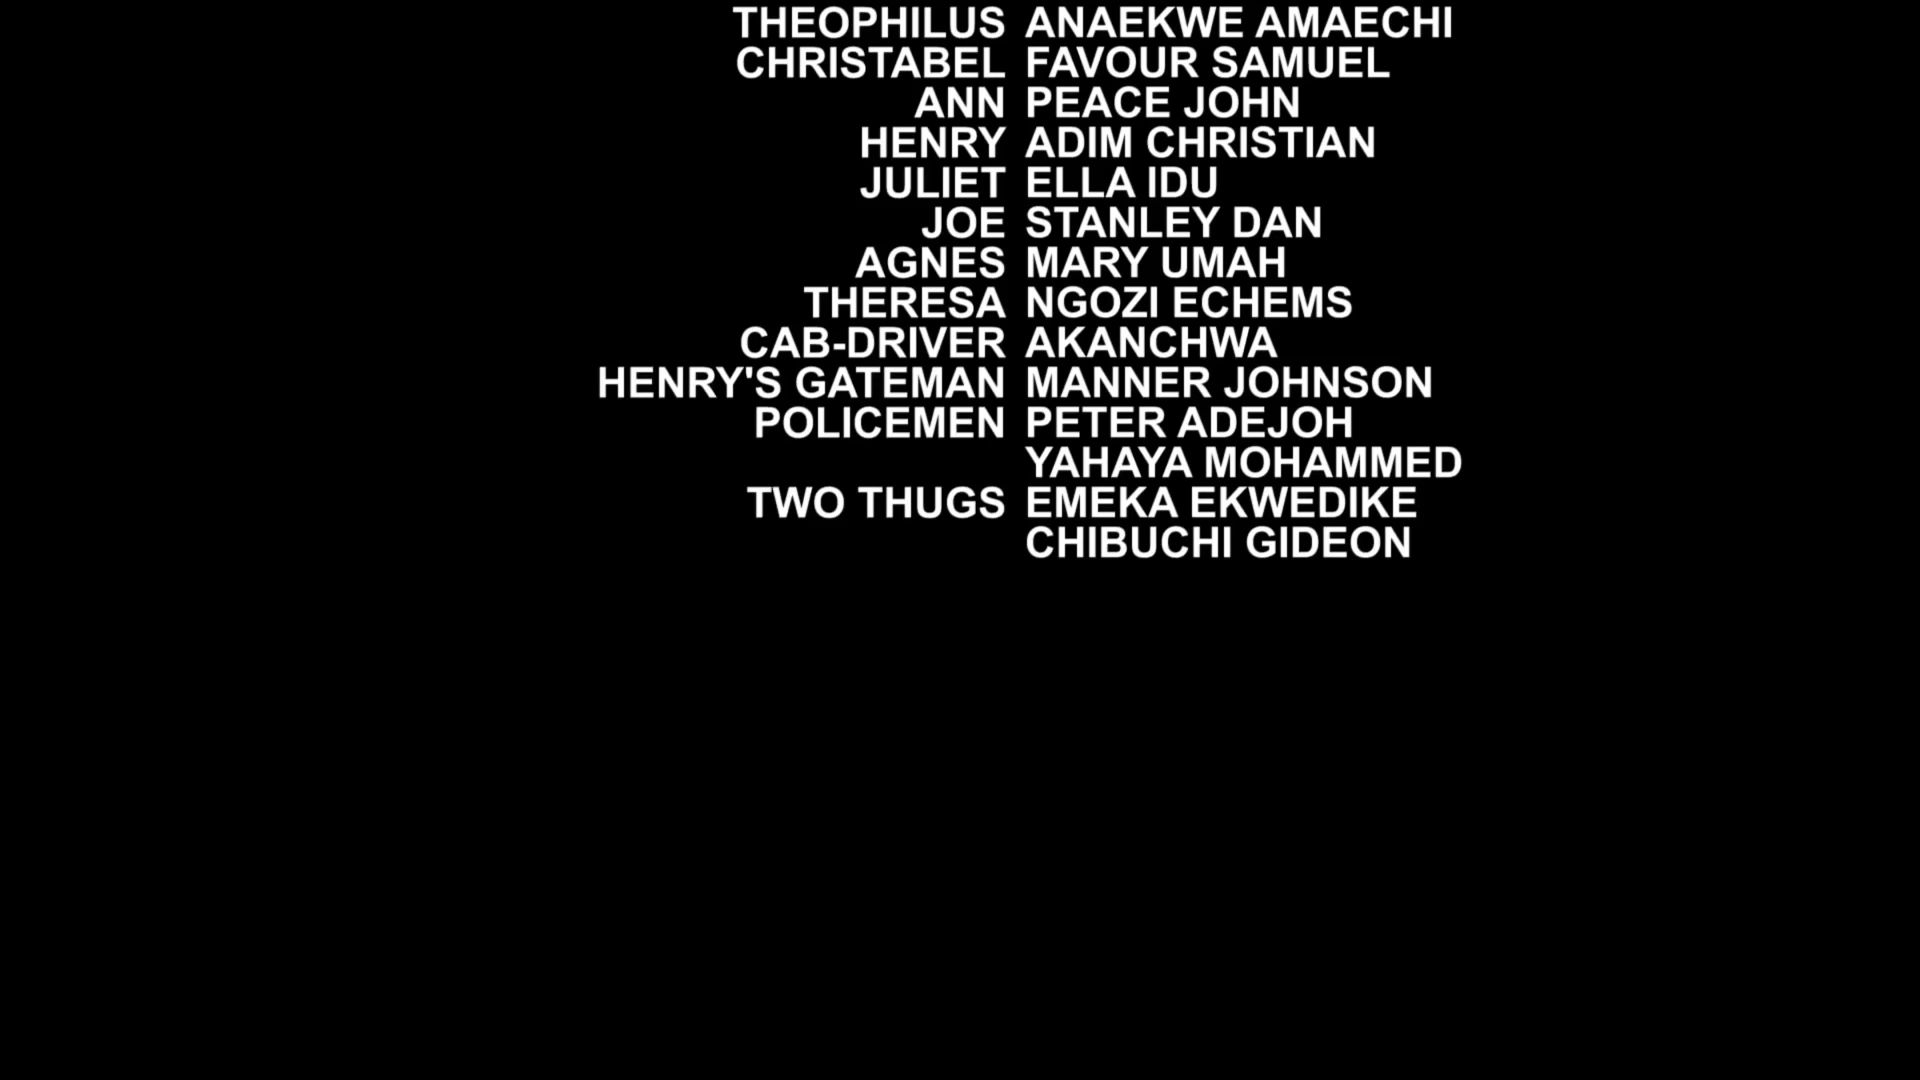 THEOPHILUS ANAEKWE AMAECHI
CHRISTABEL FAVOUR SAMUEL
ANN PEACE JOHN
HENRY ADIM CHRISTIAN
JULIET ELLA IDU
JOE STANLEY DAN
AGNES MARY UMAH
THERESA NGOZI ECHEMS
CAB-DRIVER AKANCHWA
HENRY'S GATEMAN MANNER JOHNSON
POLICEMEN PETER ADEJOH
YAHAYA MOHAMMED
TWO THUGS EMEKA EKWEDIKE
CHIBUCHI GIDEON